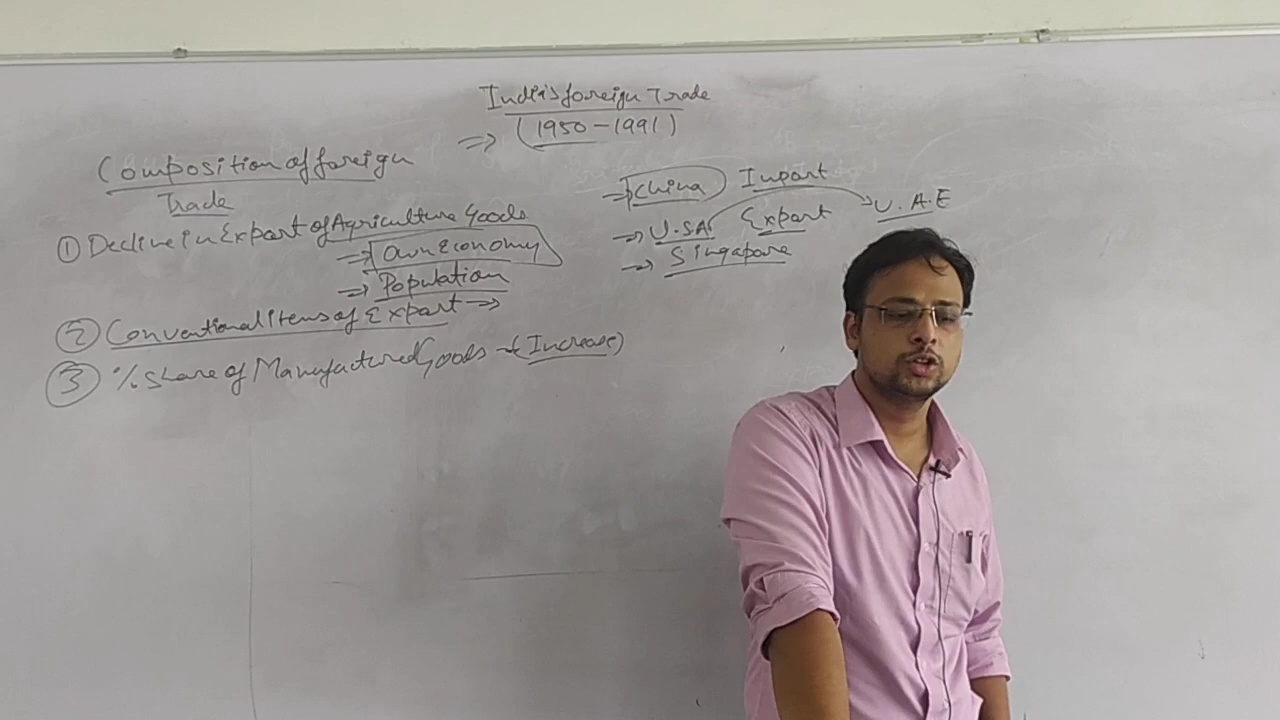 India's foreign Trade
=> (1950-1991)
Composition of foreign
Trade
① Decline in Export of Agriculture Goods
=> Own Economy
=> Population
② Conventional Items of Export →
③ % Share of Manufactured Goods → (Increase)
→ China Import
→ U.S.A. Export U.A.E
→ Singapore